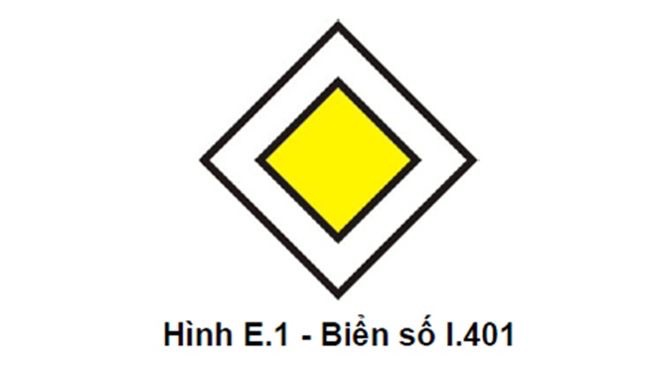 Hình E.1 - Biển số I.401